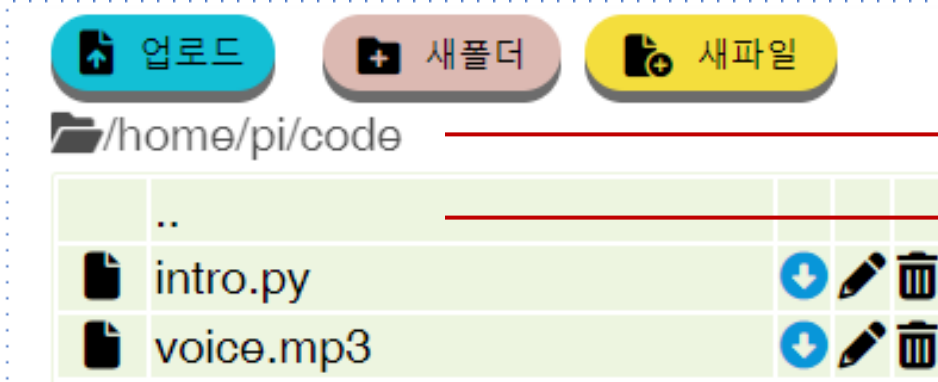 업로드 새폴더 새파일
/home/pi/code
..
intro.py
voice.mp3